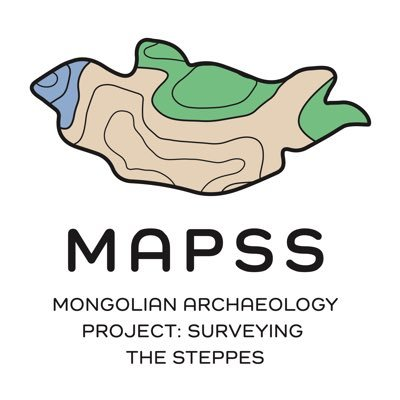 MAPSS
MONGOLIAN ARCHAEOLOGY
PROJECT: SURVEYING
THE STEPPES